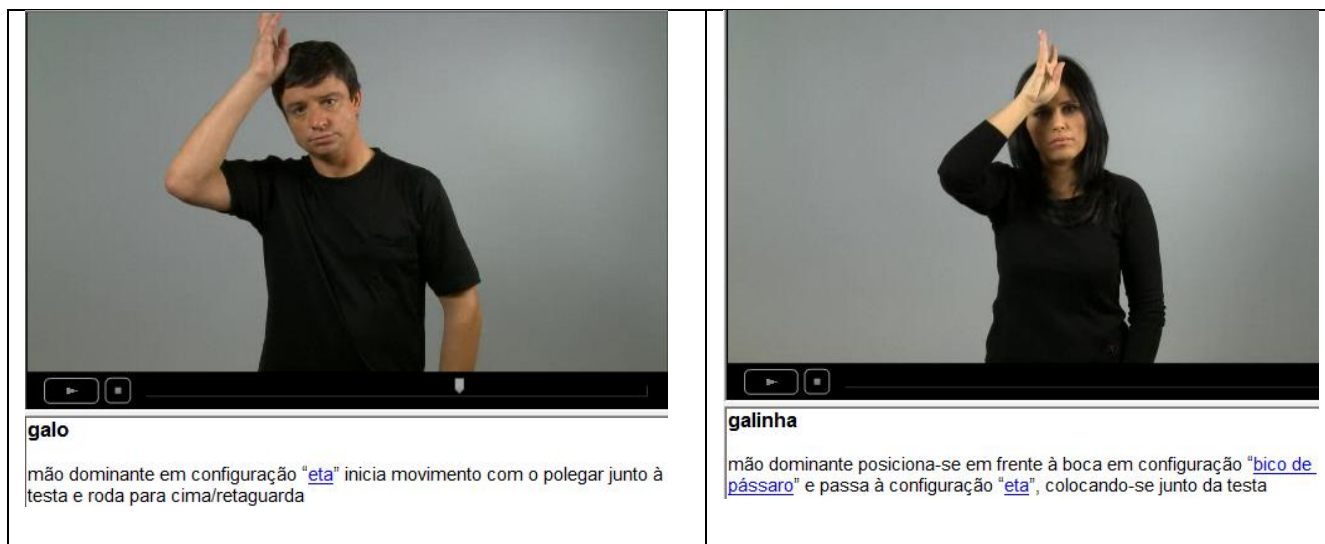 galo
mão dominante em configuração “eta” inicia movimento com o polegar junto à
testa e roda para cima/retaguarda
galinha
mão dominante posiciona-se em frente à boca em configuração “bico de
pássaro” e passa à configuração “eta”, colocando-se junto da testa